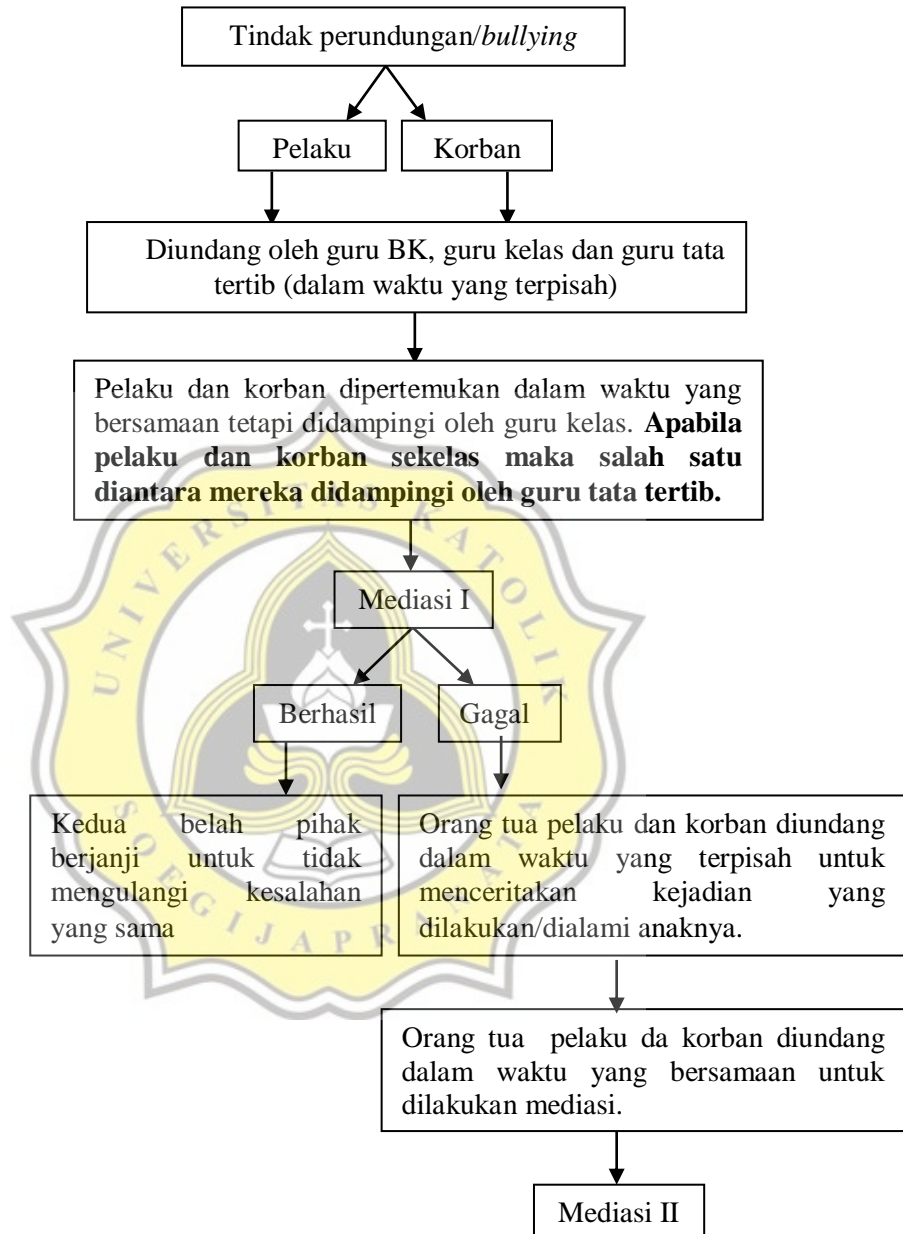 Tindak perundungan/bullying
Pelaku
Korban
Diundang oleh guru BK, guru kelas dan guru tata
tertib (dalam waktu yang terpisah)
Pelaku dan korban dipertemukan dalam waktu yang
bersamaan tetapi didampingi oleh guru kelas. Apabila
pelaku dan korban sekelas maka salah satu
diantara mereka didampingi oleh guru tata tertib.
UNIVERSITAS KATOLIK
Mediasi I
Berhasil
Gagal
Kedua belah pihak
berjanji untuk tidak
mengulangi kesalahan
yang sama
Orang tua pelaku dan korban diundang
dalam waktu yang terpisah untuk
menceritakan kejadian yang
dilakukan/dialami anaknya.
SOEGIJAPRANATA
Orang tua pelaku da korban diundang
dalam waktu yang bersamaan untuk
dilakukan mediasi.
Mediasi II